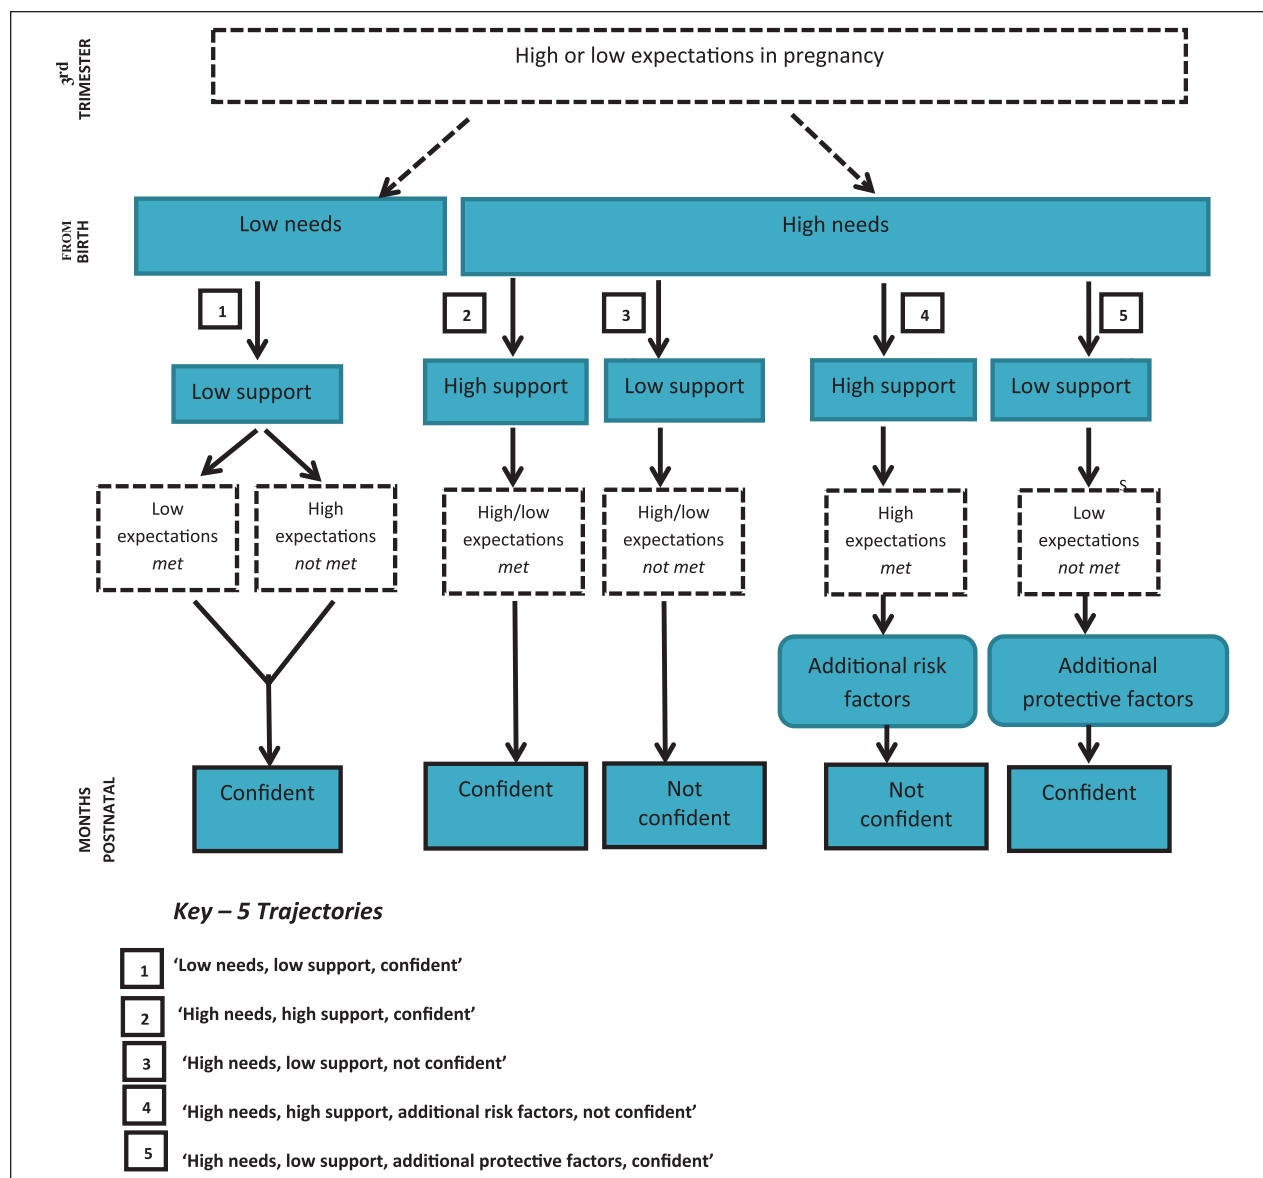 3rd
TRIMESTER
High or low expectations in pregnancy
FROM
BIRTH
Low needs
High needs
1
2
3
4
5
Low support
High support
Low support
High support
Low support
Low
expectations
met
High
expectations
not met
High/low
expectations
met
High/low
expectations
not met
High
expectations
met
S
Low
expectations
not met
Additional risk
factors
Additional
protective factors
MONTHS
POSTNATAL
Confident
Confident
Not
confident
Not
confident
Confident
Key – 5 Trajectories
1 ‘Low needs, low support, confident’
2 ‘High needs, high support, confident’
3 ‘High needs, low support, not confident’
4 ‘High needs, high support, additional risk factors, not confident’
5 ‘High needs, low support, additional protective factors, confident’